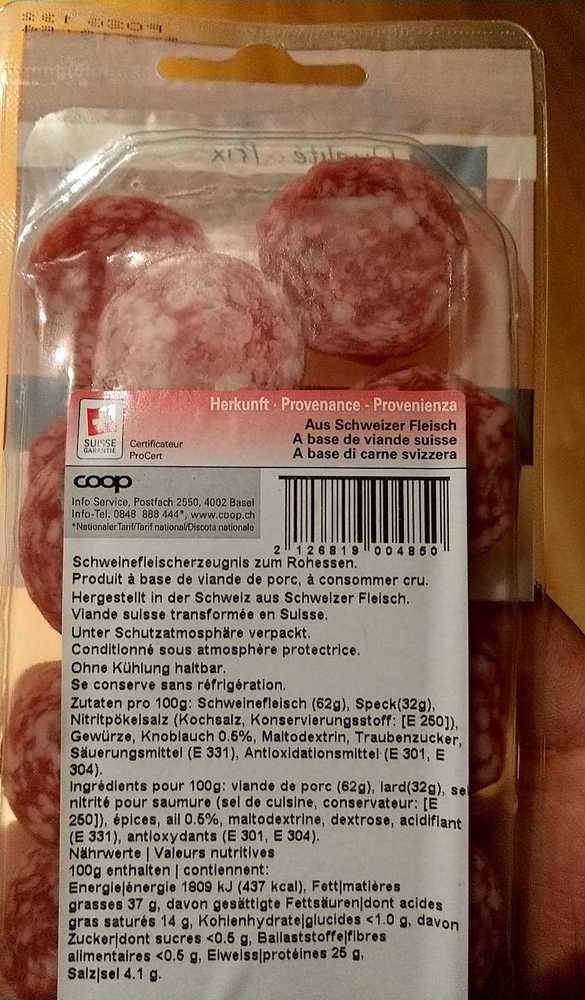 Qualité Prix
Herkunft · Provenance - Provenienza
Aus Schweizer Fleisch
A base de viande suisse
A base di carne svizzera
SUISSE
GARANTIE
Certificateur
ProCert
coop
Info Service, Postfach 2550, 4002 Basel
Info-Tel. 0848 888 444*, www.coop.ch
*NationalerTarif/Tarif national/Discota nationale
2 126819 004850
Schweinefleischerzeugnis zum Rohessen.
Produit à base de viande de porc, à consommer cru.
Hergestellt in der Schweiz aus Schweizer Fleisch.
Viande suisse transformée en Suisse.
Unter Schutzatmosphäre verpackt.
Conditionné sous atmosphère protectrice.
Ohne Kühlung haltbar.
Se conserve sans réfrigération.
Zutaten pro 100g: Schweinefleisch (62g), Speck(32g),
Nitritpökelsalz (Kochsalz, Konservierungsstoff: [E 250]),
Gewürze, Knoblauch 0.5%, Maltodextrin, Traubenzucker,
Säuerungsmittel (E 331), Antioxidationsmittel (E 301, E
304).
Ingrédients pour 100g: viande de porc (62g), lard(32g), sel
nitrité pour saumure (sel de cuisine, conservateur: [E
250]), épices, ail 0.5%, maltodextrine, dextrose, acidifiant
(E 331), antioxydants (E 301, E 304).
Nährwerte | Valeurs nutritives
100g enthalten | contiennent:
Energie|énergie 1809 kJ (437 kcal), Fett|matières
grasses 37 g, davon gesättigte Fettsäuren|dont acides
gras saturés 14 g, Kohlenhydrate|glucides <1.0 g, davon
Zucker|dont sucres <0.5 g, Ballaststoffe|fibres
alimentaires <0.5 g, Eiweiss|protéines 25 g,
Salz|sel 4.1 g.